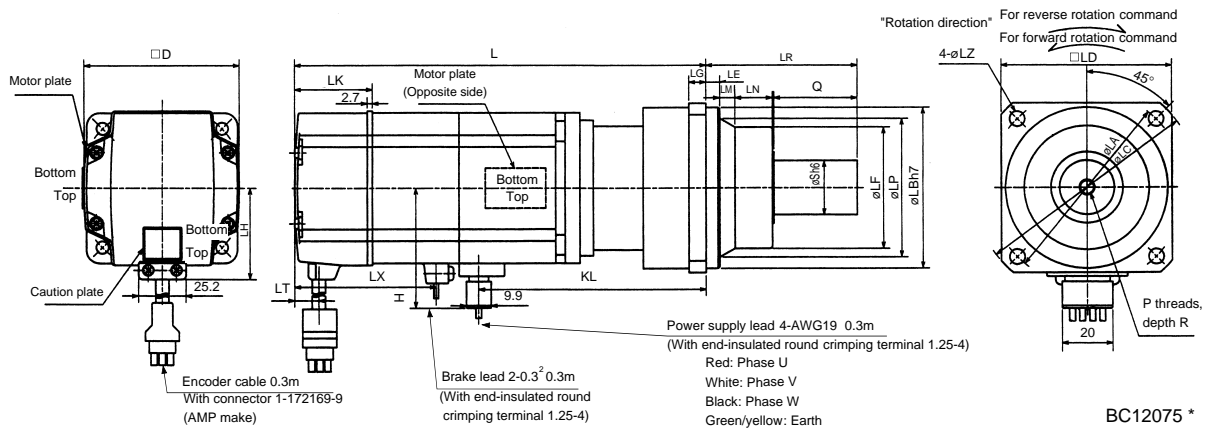 □D
Motor plate
Bottom
Top
Bottom
Top
LH
Caution plate
25.2
Encoder cable 0.3m
With connector 1-172169-9
(AMP make)
L
LR
LK
2.7
Motor plate
(Opposite side)
LG
LE
LM
LN
Q
Bottom
Top
øSh6
øLF
øLP
øLBh7
LT
LX
H
KL
9.9
Brake lead 2-0.3² 0.3m
(With end-insulated round
crimping terminal 1.25-4)
Power supply lead 4-AWG19 0.3m
(With end-insulated round crimping terminal 1.25-4)
Red: Phase U
White: Phase V
Black: Phase W
Green/yellow: Earth
"Rotation direction"
For reverse rotation command
For forward rotation command
4-øLZ
□LD
45°
øLA
øLC
P threads,
depth R
20
BC12075 *